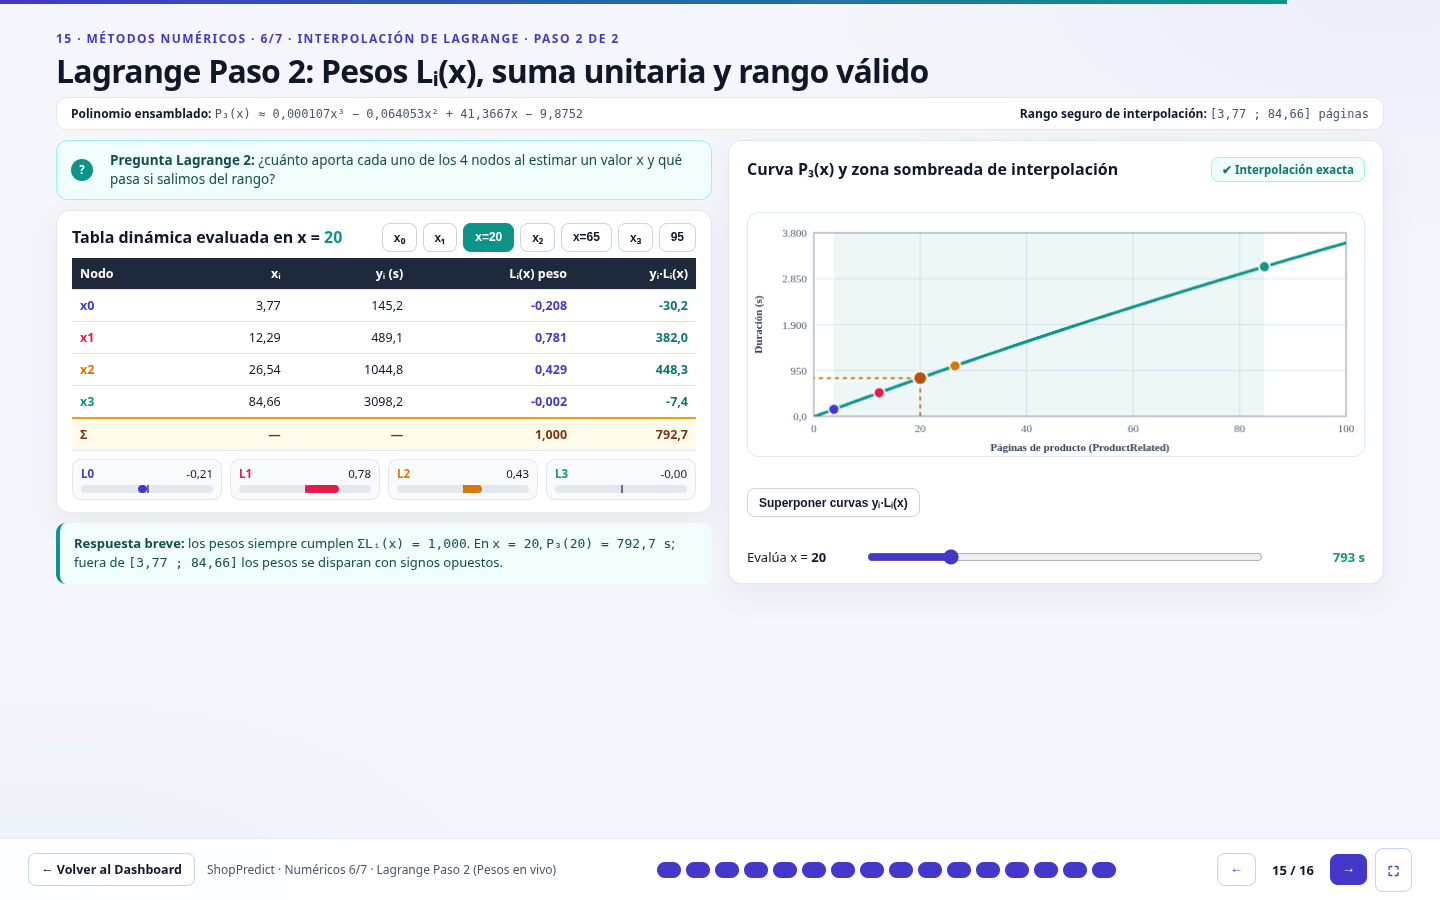 15 · MÉTODOS NUMÉRICOS · 6/7 · INTERPOLACIÓN DE LAGRANGE · PASO 2 DE 2
Lagrange Paso 2: Pesos Lᵢ(x), suma unitaria y rango válido
Polinomio ensamblado: P₃(x) ≈ 0,000107x³ − 0,064053x² + 41,3667x − 9,8752
Rango seguro de interpolación: [3,77 ; 84,66] páginas
? Pregunta Lagrange 2: ¿cuánto aporta cada uno de los 4 nodos al estimar un valor x y qué
pasa si salimos del rango?
Tabla dinámica evaluada en x = 20
x₀ x₁ x=20 x₂ x=65 x₃ 95
Nodo xᵢ yᵢ (s) Lᵢ(x) peso yᵢ·Lᵢ(x)
x0 3,77 145,2 -0,208 -30,2
x1 12,29 489,1 0,781 382,0
x2 26,54 1044,8 0,429 448,3
x3 84,66 3098,2 -0,002 -7,4
Σ — — 1,000 792,7
L0 -0,21
L1 0,78
L2 0,43
L3 -0,00
Respuesta breve: los pesos siempre cumplen ΣLᵢ(x) = 1,000. En x = 20, P₃(20) = 792,7 s;
fuera de [3,77 ; 84,66] los pesos se disparan con signos opuestos.
Curva P₃(x) y zona sombreada de interpolación
✔ Interpolación exacta
3.800
2.850
1.900
950
0,0
Duración (s)
0 20 40 60 80 100
Páginas de producto (ProductRelated)
Superponer curvas yᵢ·Lᵢ(x)
Evalúa x = 20
793 s
← Volver al Dashboard
ShopPredict · Numéricos 6/7 · Lagrange Paso 2 (Pesos en vivo)
← 15 / 16 →